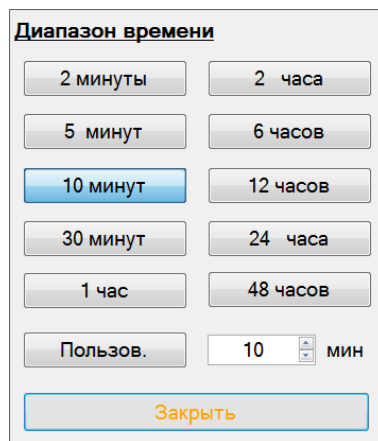 Диапазон времени
2 минуты 2 часа
5 минут 6 часов
10 минут 12 часов
30 минут 24 часа
1 час 48 часов
Пользов. 10 мин
Закрыть